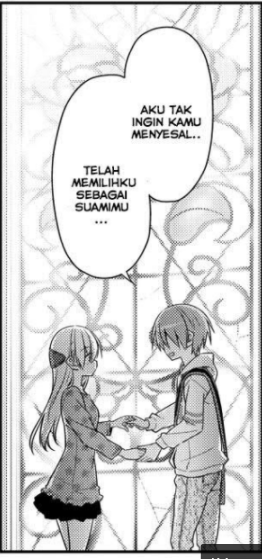 AKU TAK
INGIN KAMU
MENYESAL..
TELAH
MEMILIHKU
SEBAGAI
SUAMIMU
...